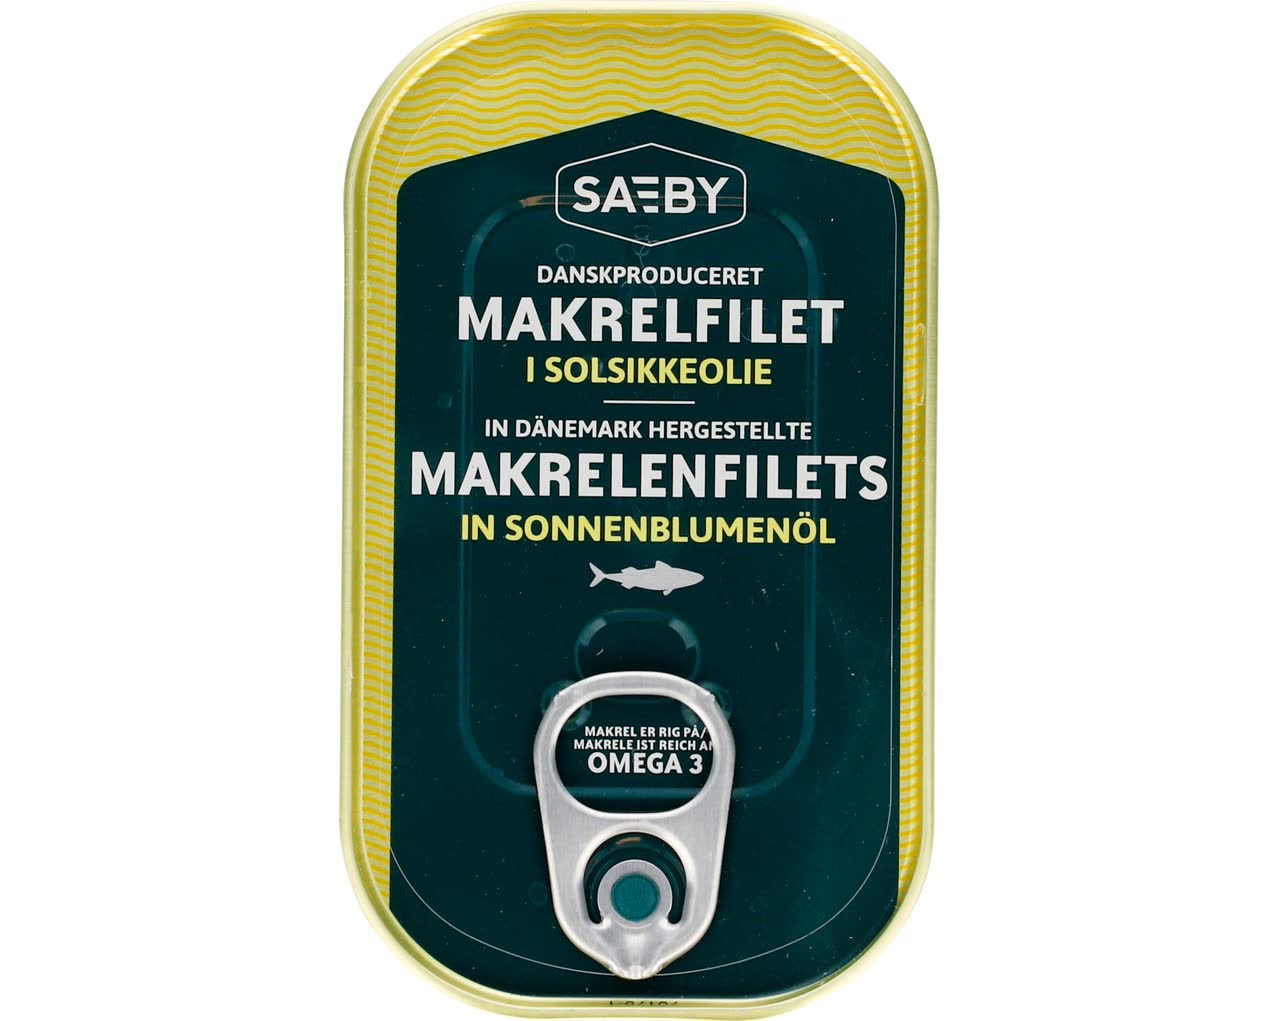 SAEBY
DANSKPRODUCERET
MAKRELFILET
I SOLSIKKEOLIE
IN DÄNEMARK HERGESTELLTE
MAKRELENFILETS
IN SONNENBLUMENÖL
MAKREL ER RIG PÅ/
MAKRELE IST REICH AN
OMEGA 3